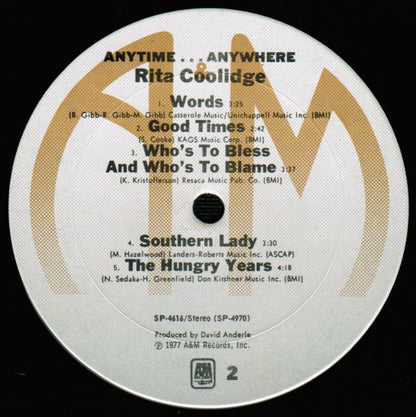 ANYTIME...ANYWHERE
Rita Coolidge
1. Words 3:25
(B. Gibb-R. Gibb-M. Gibb) Casserole Music/Unichappell Music Inc. (BMI)
2. Good Times 2:42
(S. Cooke) KAGS Music Corp. (BMI)
3. Who's To Bless
And Who's To Blame 3:37
(K. Kristofferson) Resaca Music Pub. Co. (BMI)
4. Southern Lady 3:30
(M. Hazelwood) Landers-Roberts Music Inc. (ASCAP)
5. The Hungry Years 4:18
(N. Sedaka-H. Greenfield) Don Kirshner Music Inc. (BMI)
SP-4616/Stereo (SP-4970)
Produced by David Anderle
℗ 1977 A&M Records, Inc.
A&M 2
A&M